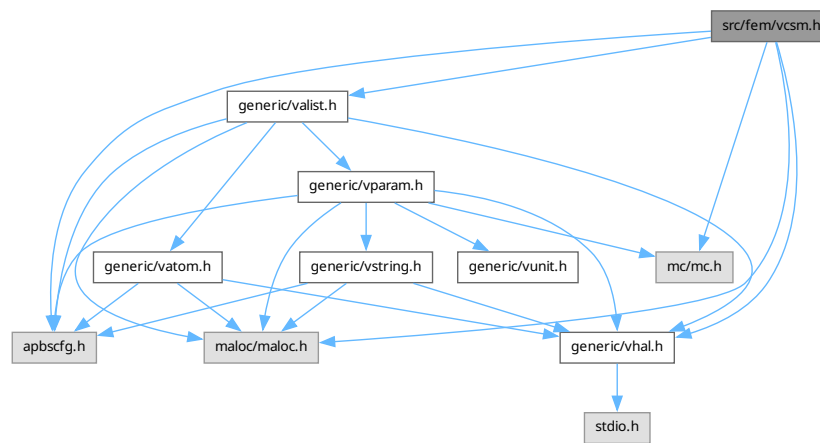 src/fem/vcsm.h
generic/valist.h
generic/vparam.h
generic/vatom.h
generic/vstring.h
generic/vunit.h
mc/mc.h
apbscfg.h
maloc/maloc.h
generic/vhal.h
stdio.h